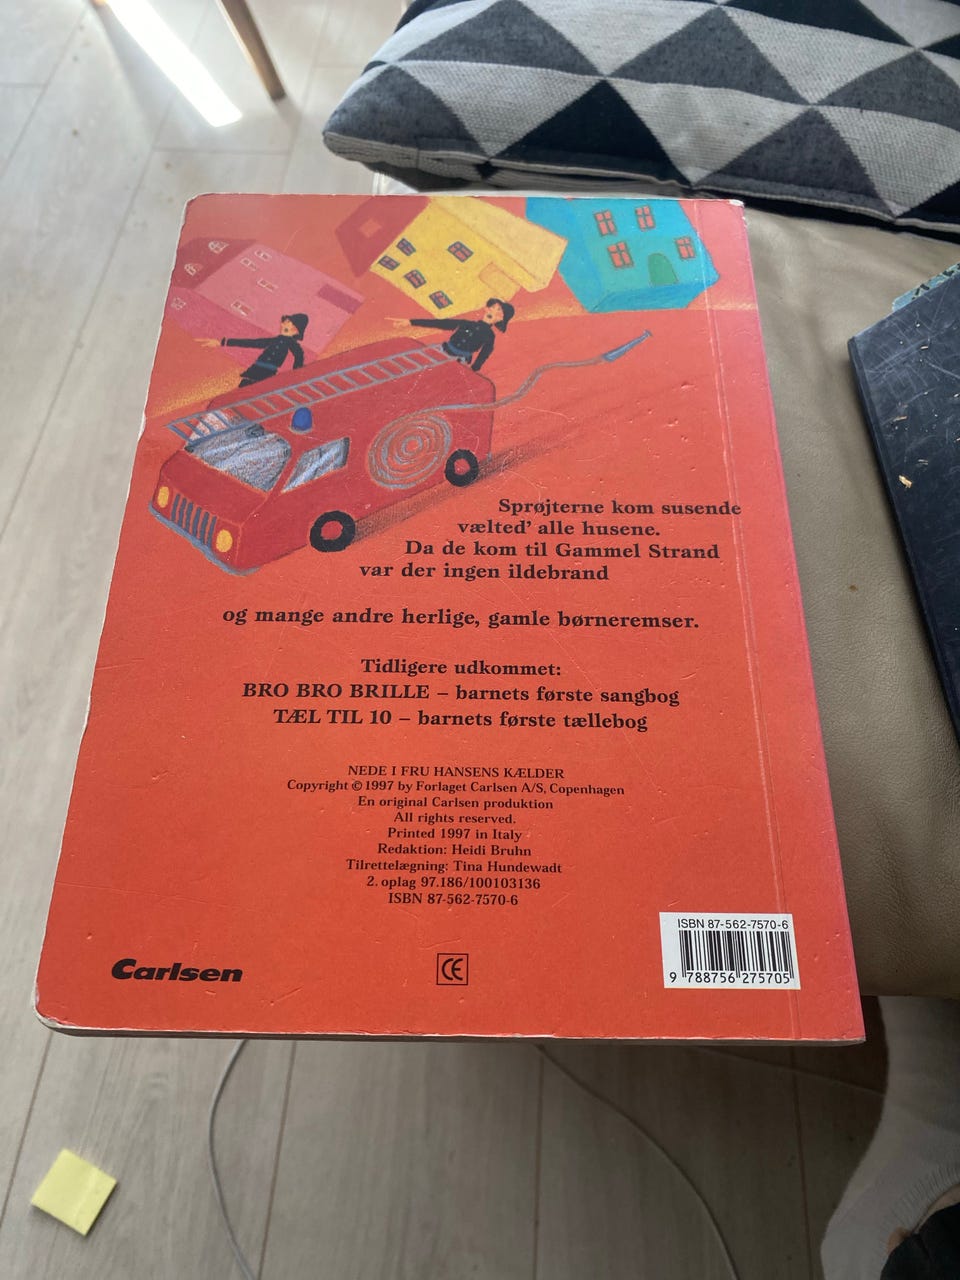 Sprøjterne kom susende
vælted' alle husene.
Da de kom til Gammel Strand
var der ingen ildebrand
og mange andre herlige, gamle børneremser.
Tidligere udkommet:
BRO BRO BRILLE – barnets første sangbog
TÆL TIL 10 – barnets første tællebog
NEDE I FRU HANSENS KÆLDER
Copyright © 1997 by Forlaget Carlsen A/S, Copenhagen
En original Carlsen produktion
All rights reserved.
Printed 1997 in Italy
Redaktion: Heidi Bruhn
Tilrettelægning: Tina Hundewadt
2. oplag 97.186/100103136
ISBN 87-562-7570-6
ISBN 87-562-7570-6
9 788756 275705
Carlsen
CE